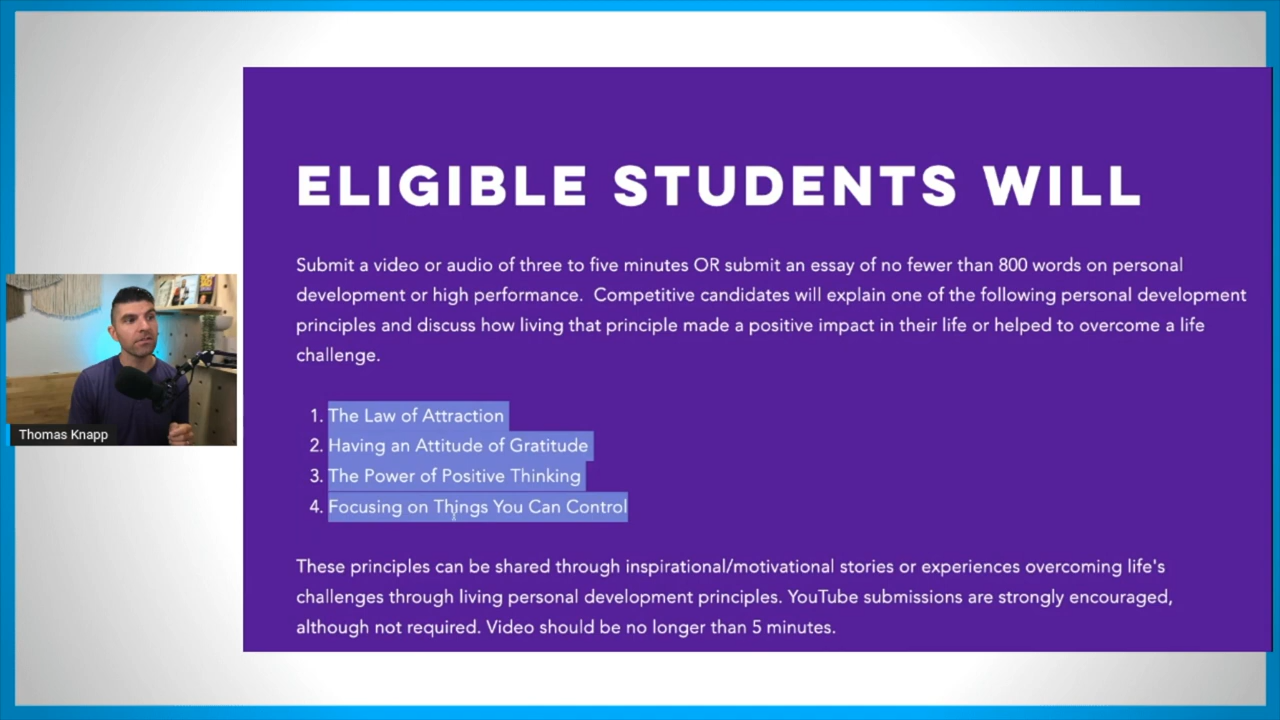 ELIGIBLE STUDENTS WILL
Submit a video or audio of three to five minutes OR submit an essay of no fewer than 800 words on personal
development or high performance.  Competitive candidates will explain one of the following personal development
principles and discuss how living that principle made a positive impact in their life or helped to overcome a life
challenge.
1. The Law of Attraction
2. Having an Attitude of Gratitude
3. The Power of Positive Thinking
4. Focusing on Things You Can Control
These principles can be shared through inspirational/motivational stories or experiences overcoming life's
challenges through living personal development principles. YouTube submissions are strongly encouraged,
although not required. Video should be no longer than 5 minutes.
Thomas Knapp